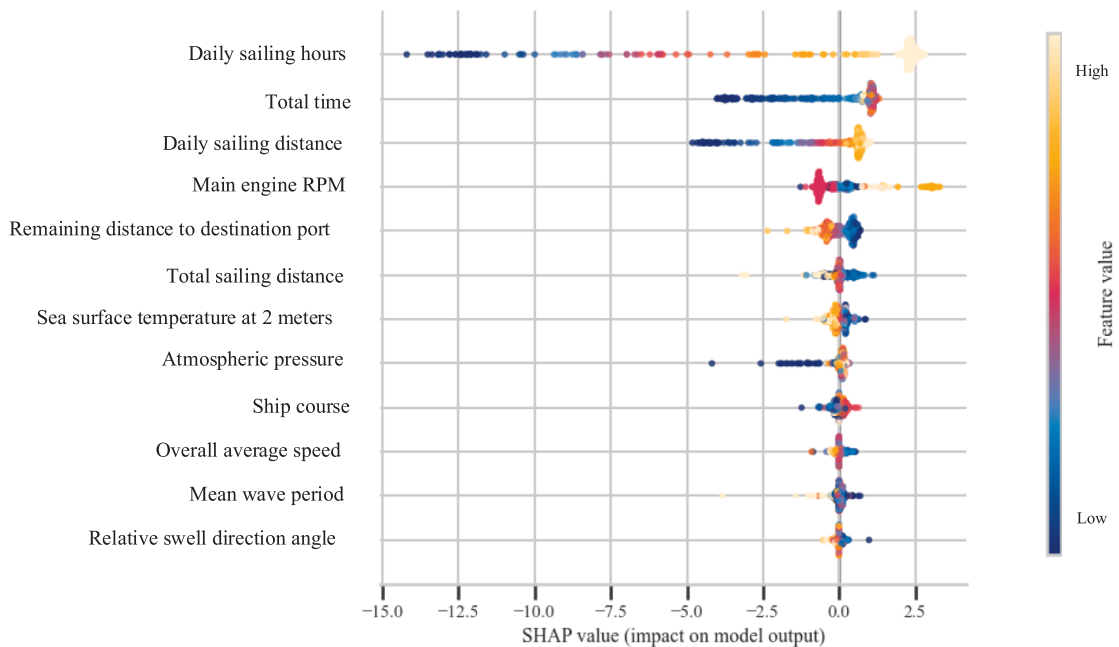 Daily sailing hours
Total time
Daily sailing distance
Main engine RPM
Remaining distance to destination port
Total sailing distance
Sea surface temperature at 2 meters
Atmospheric pressure
Ship course
Overall average speed
Mean wave period
Relative swell direction angle
−15.0 −12.5 −10.0 −7.5 −5.0 −2.5 0.0 2.5
SHAP value (impact on model output)
High
Feature value
Low